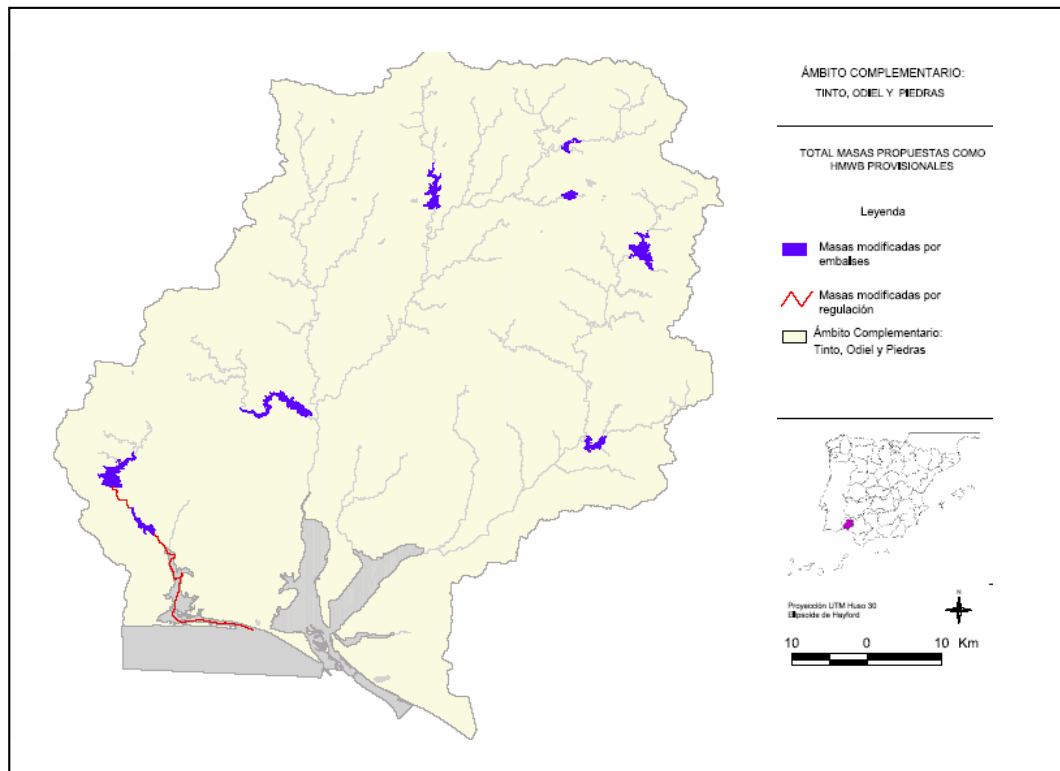 ÁMBITO COMPLEMENTARIO:
TINTO, ODIEL Y PIEDRAS
TOTAL MASAS PROPUESTAS COMO
HMWB PROVISIONALES
Leyenda
Masas modificadas por
embalses
Masas modificadas por
regulación
Ámbito Complementario:
Tinto, Odiel y Piedras
Proyección UTM Huso 30
Elipsoide de Hayford
N
10 0 10 Km